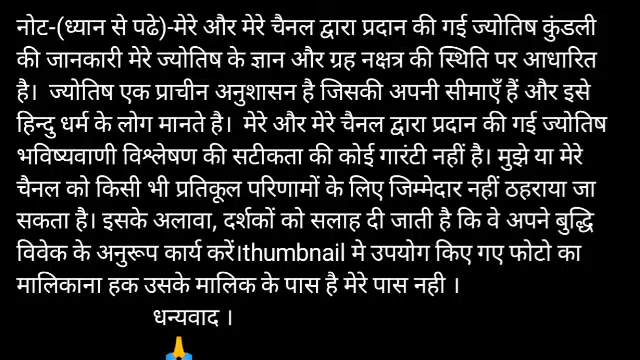 नोट-(ध्यान से पढे)-मेरे और मेरे चैनल द्वारा प्रदान की गई ज्योतिष कुंडली
की जानकारी मेरे ज्योतिष के ज्ञान और ग्रह नक्षत्र की स्थिति पर आधारित
है। ज्योतिष एक प्राचीन अनुशासन है जिसकी अपनी सीमाएँ हैं और इसे
हिन्दु धर्म के लोग मानते है। मेरे और मेरे चैनल द्वारा प्रदान की गई ज्योतिष
भविष्यवाणी विश्लेषण की सटीकता की कोई गारंटी नहीं है। मुझे या मेरे
चैनल को किसी भी प्रतिकूल परिणामों के लिए जिम्मेदार नहीं ठहराया जा
सकता है। इसके अलावा, दर्शकों को सलाह दी जाती है कि वे अपने बुद्धि
विवेक के अनुरूप कार्य करें।thumbnail मे उपयोग किए गए फोटो का
मालिकाना हक उसके मालिक के पास है मेरे पास नही ।
धन्यवाद ।